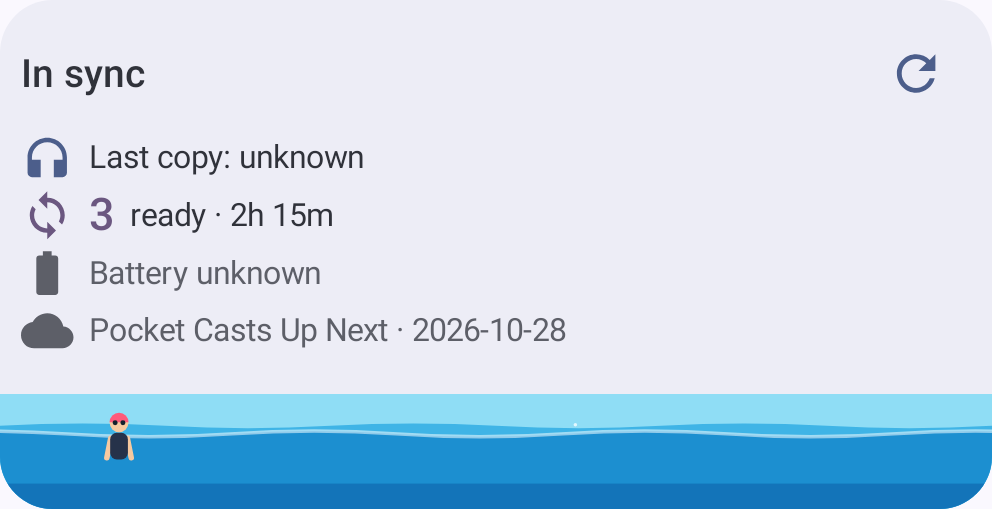 In sync
Last copy: unknown
3 ready · 2h 15m
Battery unknown
Pocket Casts Up Next · 2026-10-28